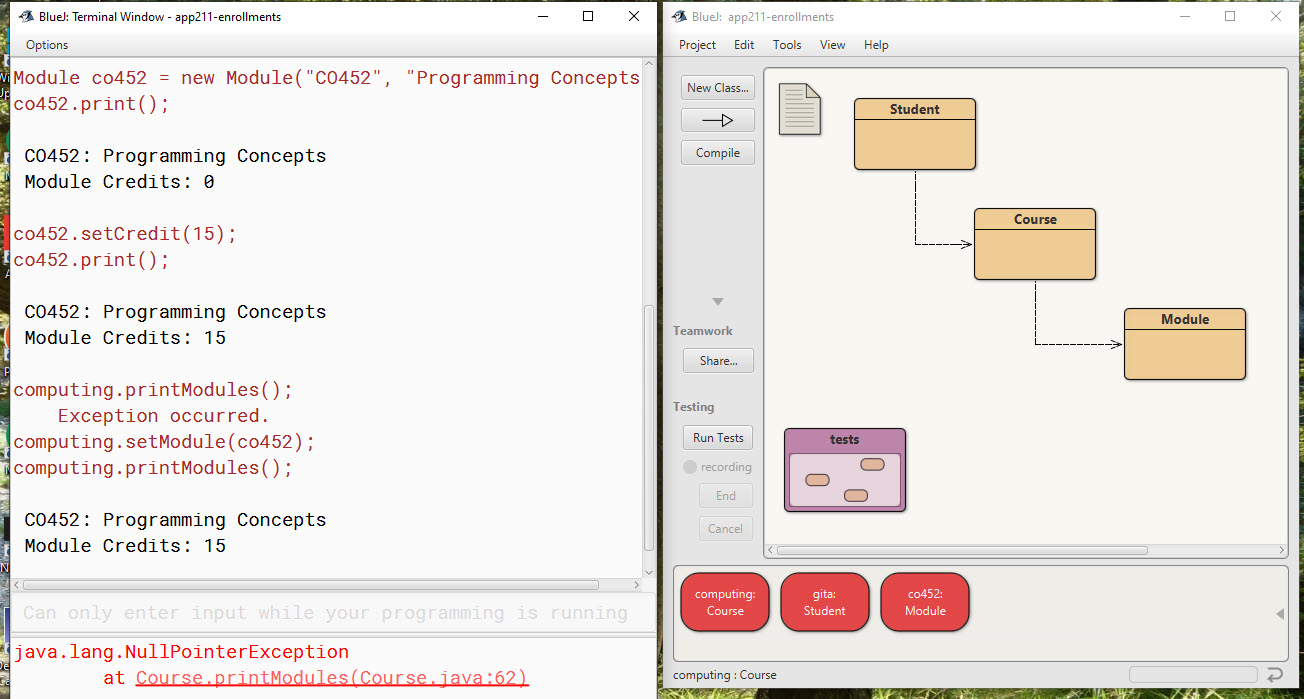 BlueJ: Terminal Window - app211-enrollments
Options
Module co452 = new Module("CO452", "Programming Concepts
co452.print();
CO452: Programming Concepts
Module Credits: 0
co452.setCredit(15);
co452.print();
CO452: Programming Concepts
Module Credits: 15
computing.printModules();
Exception occurred.
computing.setModule(co452);
computing.printModules();
CO452: Programming Concepts
Module Credits: 15
Can only enter input while your programming is running
java.lang.NullPointerException
at Course.printModules(Course.java:62)
BlueJ: app211-enrollments
Project Edit Tools View Help
New Class...
Compile
Teamwork
Share...
Testing
Run Tests
recording
End
Cancel
Student
Course
Module
tests
computing:
Course
gita:
Student
co452:
Module
computing : Course